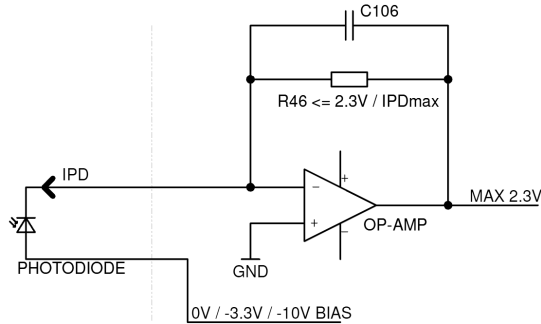 C106
R46 <= 2.3V / IPDmax
IPD
+
−
MAX 2.3V
+
OP-AMP
−
PHOTODIODE
GND
0V / -3.3V / -10V BIAS